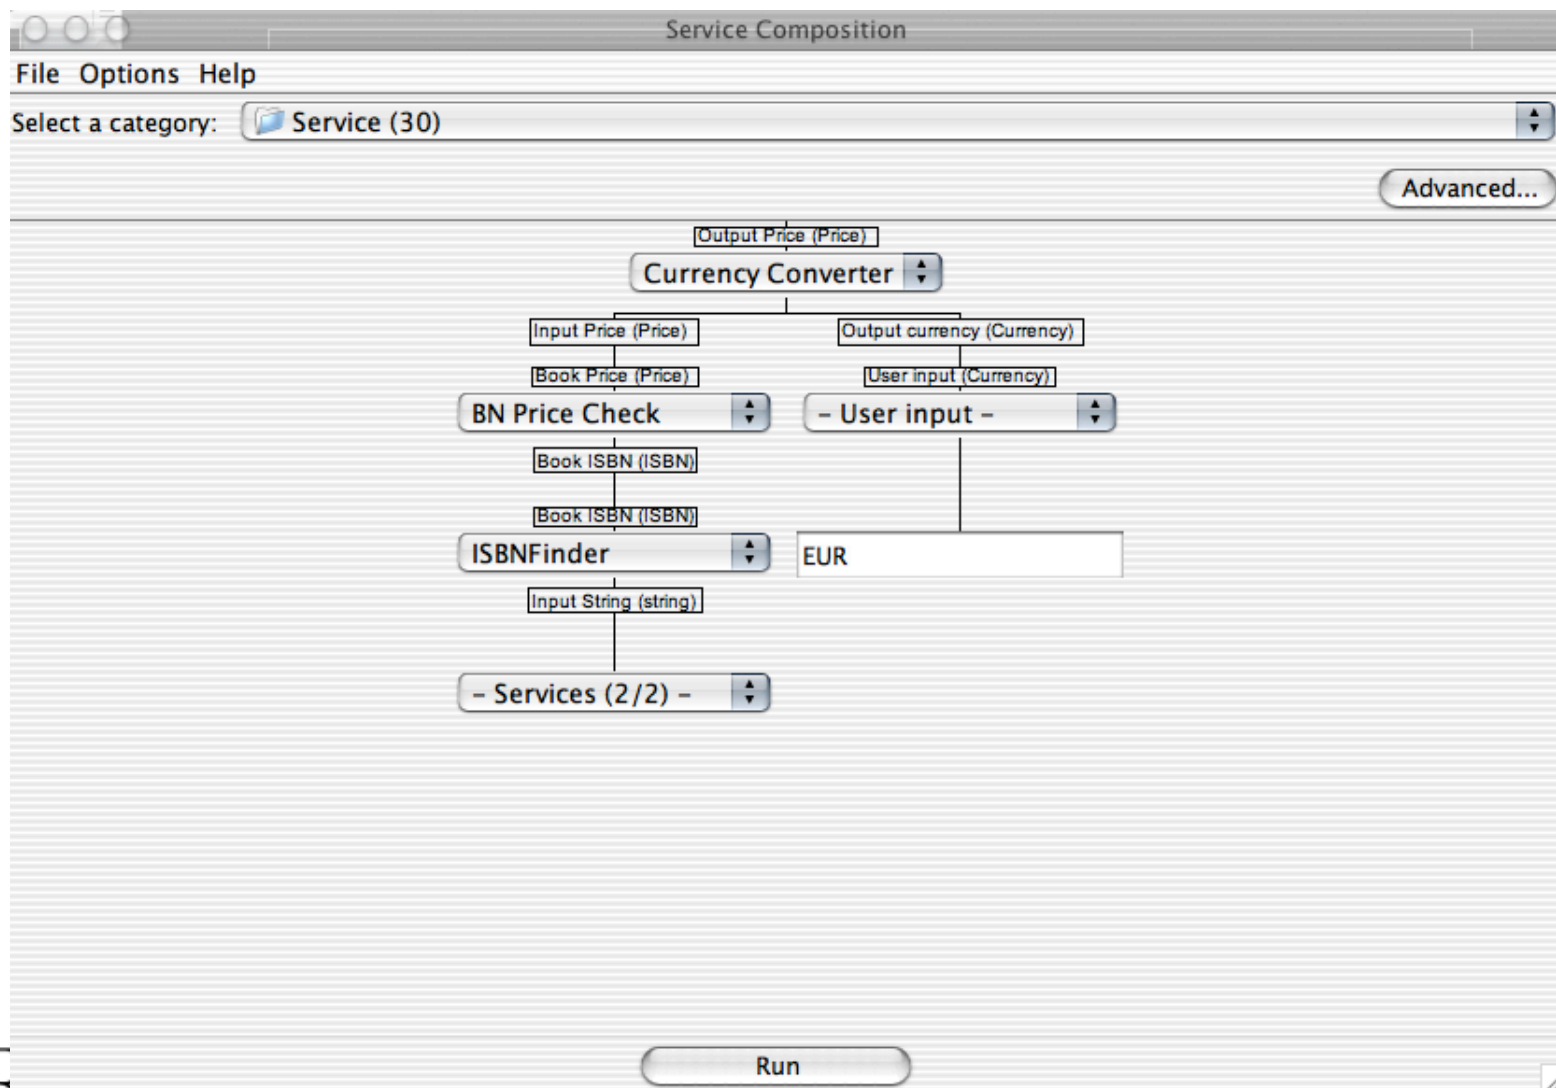 Service Composition
File Options Help
Select a category: Service (30)
Advanced...
Output Price (Price)
Currency Converter
Input Price (Price) Output currency (Currency)
Book Price (Price) User input (Currency)
BN Price Check – User input –
Book ISBN (ISBN)
Book ISBN (ISBN)
ISBNFinder EUR
Input String (string)
– Services (2/2) –
Run